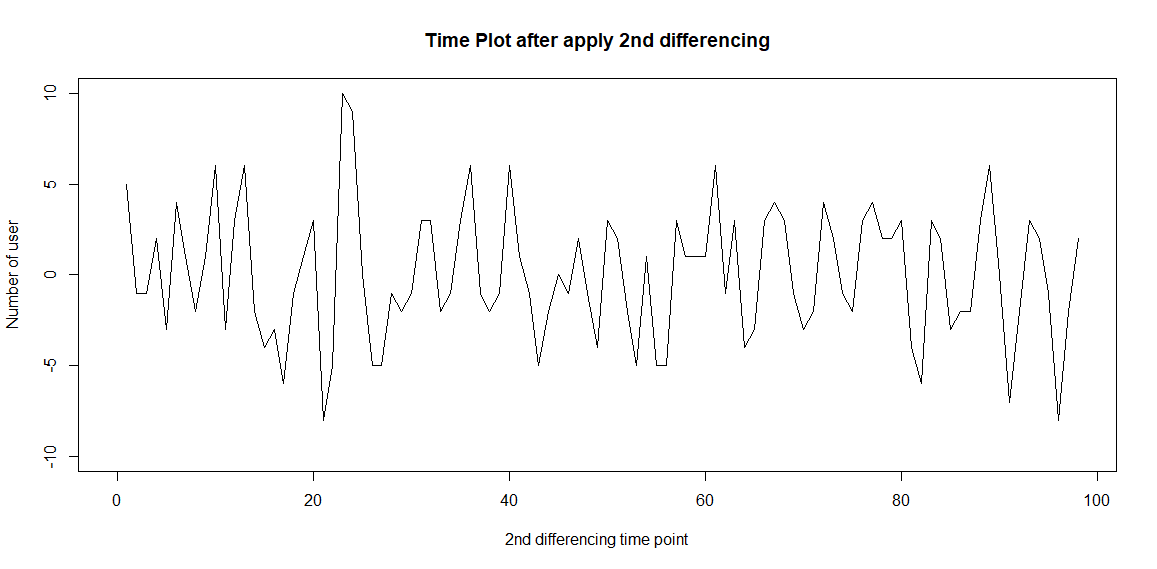 Time Plot after apply 2nd differencing
10
5
0
-5
-10
Number of user
0 20 40 60 80 100
2nd differencing time point